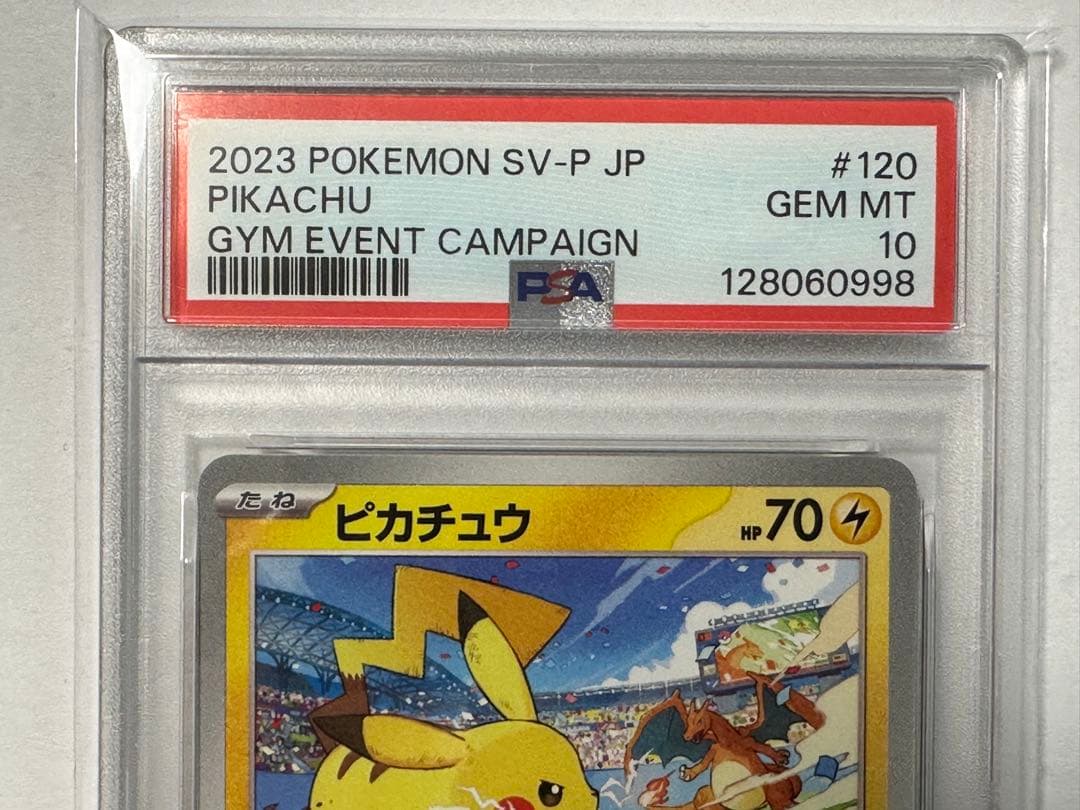 2023 POKEMON SV-P JP #120
PIKACHU GEM MT
GYM EVENT CAMPAIGN 10
PSA 128060998
たね ピカチュウ HP70